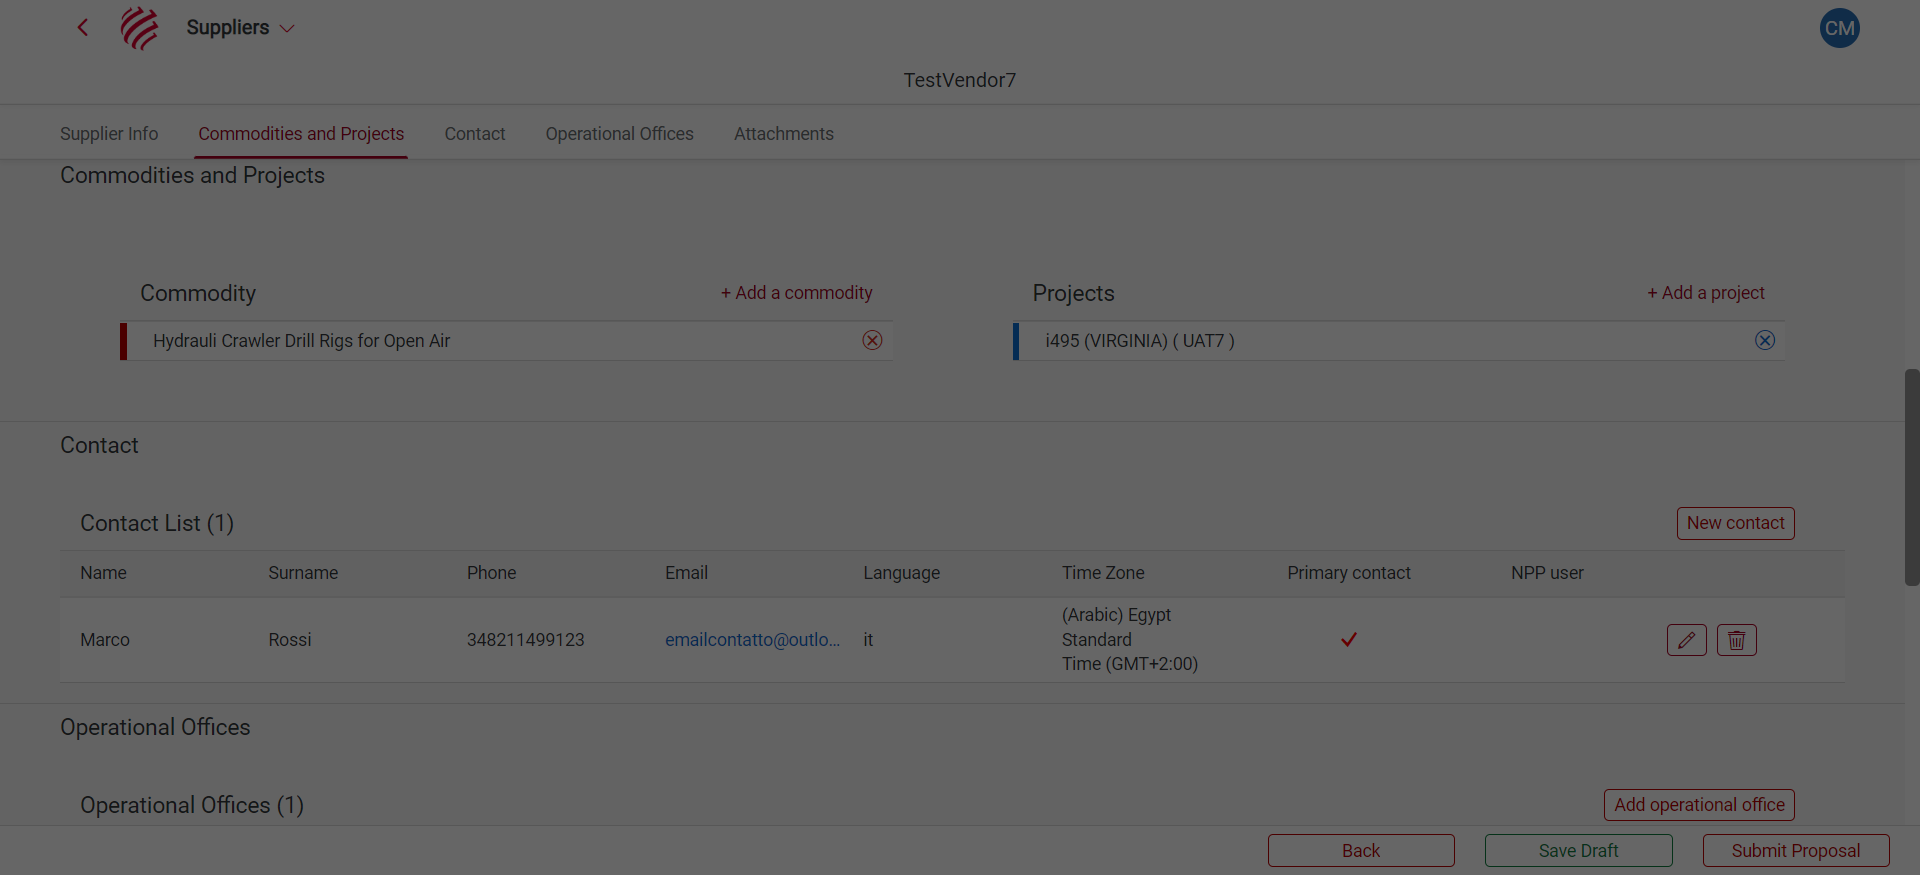 Suppliers
CM
TestVendor7
Supplier Info
Commodities and Projects
Contact
Operational Offices
Attachments
Commodities and Projects
Commodity
+ Add a commodity
Hydrauli Crawler Drill Rigs for Open Air
Projects
+ Add a project
i495 (VIRGINIA) ( UAT7 )
Contact
Contact List (1)
New contact
Name
Surname
Phone
Email
Language
Time Zone
Primary contact
NPP user
Marco
Rossi
348211499123
emailcontatto@outlo...
it
(Arabic) Egypt
Standard
Time (GMT+2:00)
Operational Offices
Operational Offices (1)
Add operational office
Back
Save Draft
Submit Proposal